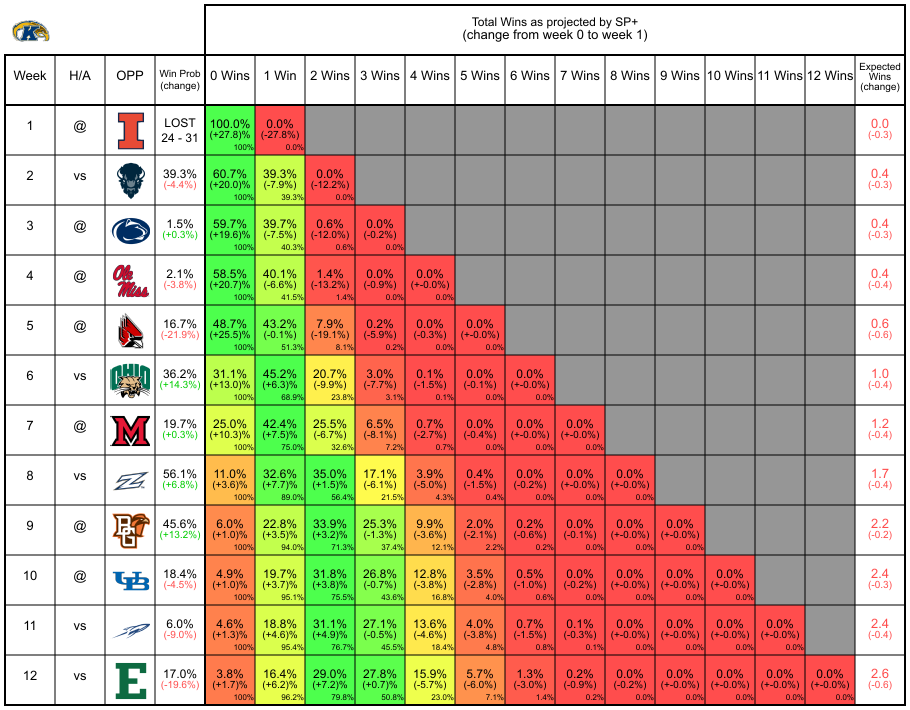 K
Total Wins as projected by SP+
(change from week 0 to week 1)
Week H/A OPP Win Prob (change) 0 Wins 1 Win 2 Wins 3 Wins 4 Wins 5 Wins 6 Wins 7 Wins 8 Wins 9 Wins 10 Wins 11 Wins 12 Wins Expected Wins (change)
1 @ I LOST 100.0% 0.0% 0.0
24 - 31 (+27.8)% (-27.8%) (-0.3)
100% 0.0%
2 vs 39.3% 60.7% 39.3% 0.0% 0.4
(-4.4%) (+20.0)% (-7.9%) (-12.2%) (-0.3)
100% 39.3% 0.0%
3 @ 1.5% 59.7% 39.7% 0.6% 0.0% 0.4
(+0.3%) (+19.6)% (-7.5%) (-12.0%) (-0.2%) (-0.3)
100% 40.3% 0.6% 0.0%
4 @ Ole Miss 2.1% 58.5% 40.1% 1.4% 0.0% 0.0% 0.4
(-3.8%) (+20.7)% (-6.6%) (-13.2%) (-0.9%) (+-0.0%) (-0.4)
100% 41.5% 1.4% 0.0% 0.0%
5 @ 16.7% 48.7% 43.2% 7.9% 0.2% 0.0% 0.0% 0.6
(-21.9%) (+25.5)% (-0.1%) (-19.1%) (-5.9%) (-0.3%) (+-0.0%) (-0.6)
100% 51.3% 8.1% 0.2% 0.0% 0.0%
6 vs OHIO 36.2% 31.1% 45.2% 20.7% 3.0% 0.1% 0.0% 0.0% 1.0
(+14.3%) (+13.0)% (+6.3%) (-9.9%) (-7.7%) (-1.5%) (-0.1%) (+-0.0%) (-0.4)
100% 68.9% 23.8% 3.1% 0.1% 0.0% 0.0%
7 @ M 19.7% 25.0% 42.4% 25.5% 6.5% 0.7% 0.0% 0.0% 0.0% 1.2
(+0.3%) (+10.3)% (+7.5%) (-6.7%) (-8.1%) (-2.7%) (-0.4%) (+-0.0%) (+-0.0%) (-0.4)
100% 75.0% 32.6% 7.2% 0.7% 0.0% 0.0% 0.0%
8 vs 56.1% 11.0% 32.6% 35.0% 17.1% 3.9% 0.4% 0.0% 0.0% 0.0% 1.7
(+6.8%) (+3.6)% (+7.7%) (+1.5%) (-6.1%) (-5.0%) (-1.5%) (-0.2%) (+-0.0%) (+-0.0%) (-0.4)
100% 89.0% 56.4% 21.5% 4.3% 0.4% 0.0% 0.0% 0.0%
9 @ BG 45.6% 6.0% 22.8% 33.9% 25.3% 9.9% 2.0% 0.2% 0.0% 0.0% 0.0% 2.2
(+13.2%) (+1.0)% (+3.5%) (+3.2%) (-1.3%) (-3.6%) (-2.1%) (-0.6%) (-0.1%) (+-0.0%) (+-0.0%) (-0.2)
100% 94.0% 71.3% 37.4% 12.1% 2.2% 0.2% 0.0% 0.0% 0.0%
10 @ UB 18.4% 4.9% 19.7% 31.8% 26.8% 12.8% 3.5% 0.5% 0.0% 0.0% 0.0% 0.0% 2.4
(-4.5%) (+1.0)% (+3.7%) (+3.8%) (-0.7%) (-3.8%) (-2.8%) (-1.0%) (-0.2%) (+-0.0%) (+-0.0%) (+-0.0%) (-0.3)
100% 95.1% 75.5% 43.6% 16.8% 4.0% 0.6% 0.0% 0.0% 0.0% 0.0%
11 vs 6.0% 4.6% 18.8% 31.1% 27.1% 13.6% 4.0% 0.7% 0.1% 0.0% 0.0% 0.0% 0.0% 2.4
(-9.0%) (+1.3)% (+4.6%) (+4.9%) (-0.5%) (-4.6%) (-3.8%) (-1.5%) (-0.3%) (+-0.0%) (+-0.0%) (+-0.0%) (+-0.0%) (-0.4)
100% 95.4% 76.7% 45.5% 18.4% 4.8% 0.8% 0.1% 0.0% 0.0% 0.0% 0.0%
12 vs E 17.0% 3.8% 16.4% 29.0% 27.8% 15.9% 5.7% 1.3% 0.2% 0.0% 0.0% 0.0% 0.0% 0.0% 2.6
(-19.6%) (+1.7)% (+6.2%) (+7.2%) (+0.7%) (-5.7%) (-6.0%) (-3.0%) (-0.9%) (-0.2%) (+-0.0%) (+-0.0%) (+-0.0%) (+-0.0%) (-0.6)
100% 96.2% 79.8% 50.8% 23.0% 7.1% 1.4% 0.2% 0.0% 0.0% 0.0% 0.0% 0.0%